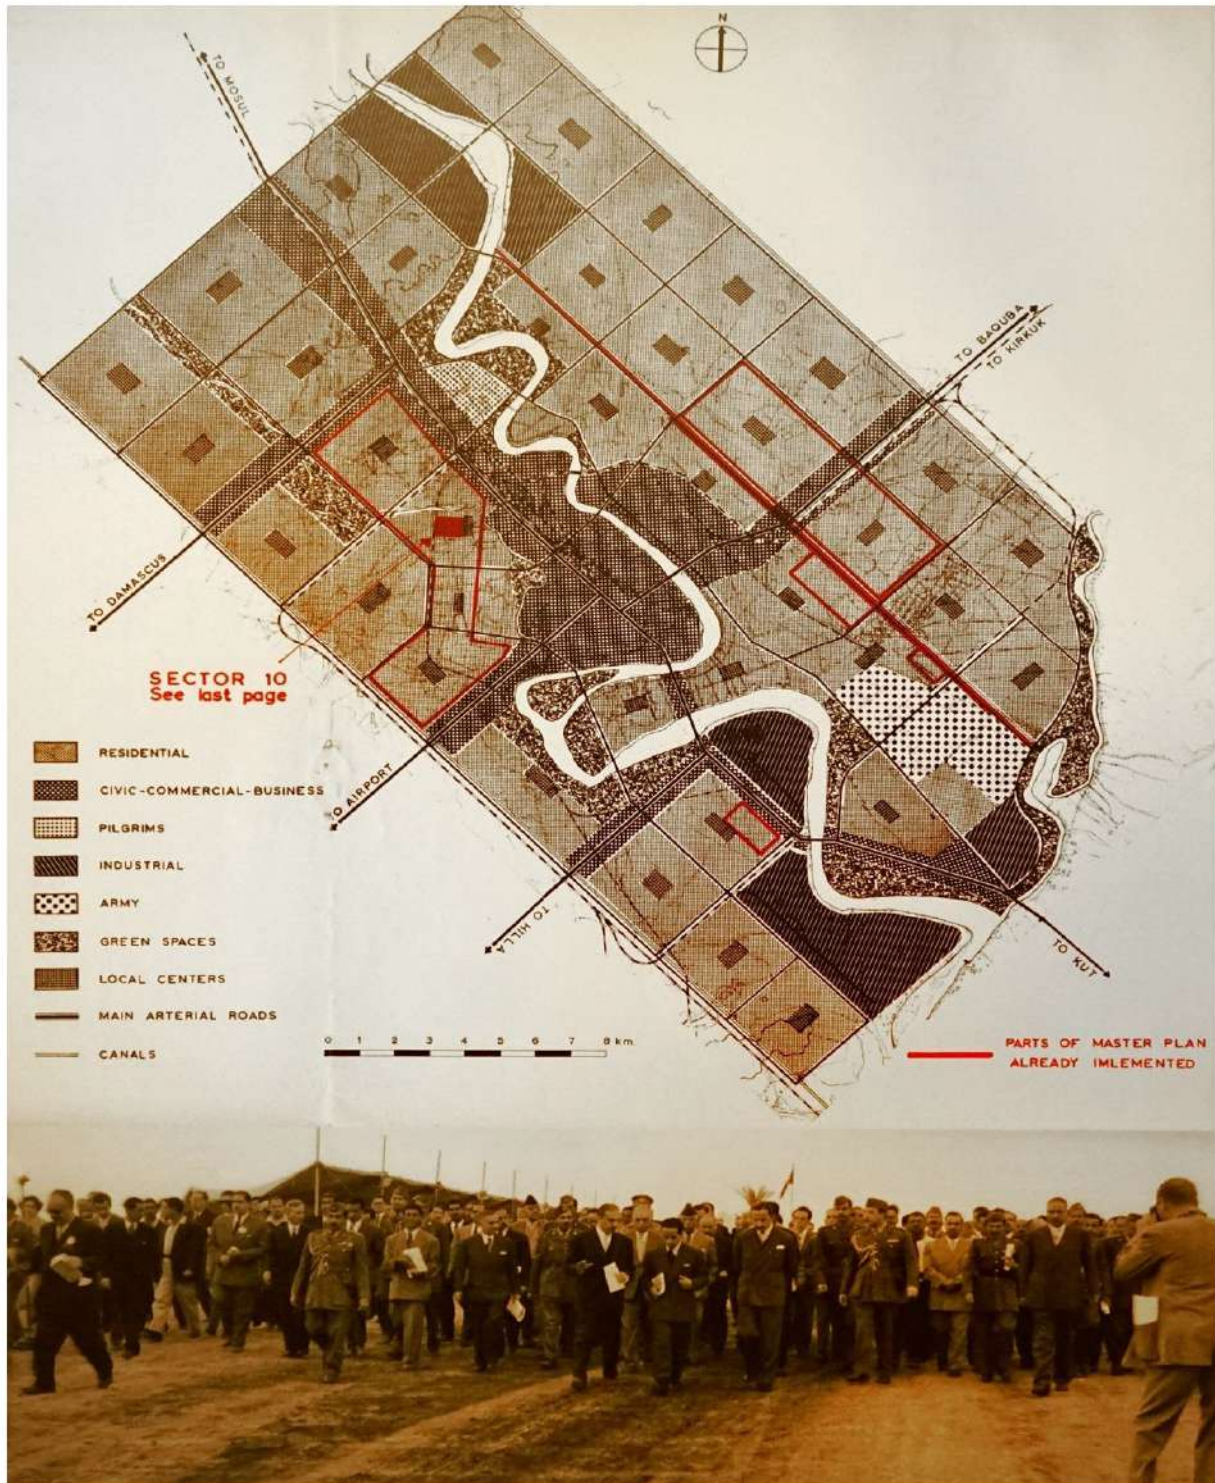 N
TO MOSUL
TO BAQUBA
TO KIRKUK
TO DAMASCUS
SECTOR 10
See last page
TO AIRPORT
TO HILLA
TO KUT
RESIDENTIAL
CIVIC-COMMERCIAL-BUSINESS
PILGRIMS
INDUSTRIAL
ARMY
GREEN SPACES
LOCAL CENTERS
MAIN ARTERIAL ROADS
CANALS
0 1 2 3 4 5 6 7 8 km
PARTS OF MASTER PLAN
ALREADY IMLEMENTED